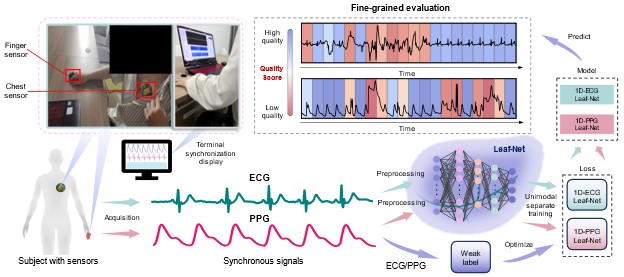 Fine-grained evaluation
Finger
sensor
Chest
sensor
High
quality
Quality
Score
Low
quality
Time
Time
Predict
Model
1D-ECG
Leaf-Net
1D-PPG
Leaf-Net
Terminal
synchronization
display
Leaf-Net
Loss
ECG
Preprocessing
Preprocessing
Unimodal
separate
training
1D-ECG
Leaf-Net
1D-PPG
Leaf-Net
Acquisition
PPG
Subject with sensors
Synchronous signals
ECG/PPG
Weak
label
Optimize